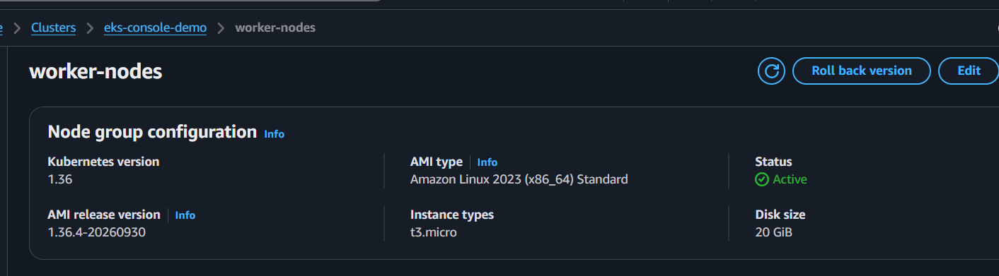 Clusters eks-console-demo worker-nodes
worker-nodes Roll back version Edit
Node group configuration Info
Kubernetes version AMI type Info Status
1.36 Amazon Linux 2023 (x86_64) Standard Active
AMI release version Info Instance types Disk size
1.36.4-20260930 t3.micro 20 GiB